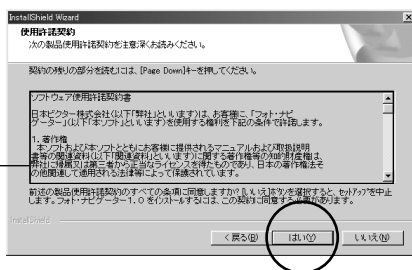 InstallShield Wizard
使用許諾契約
次の製品使用許諾契約を注意深くお読みください。
契約の残りの部分を読むには、[Page Down]キーを押してください。
ソフトウェア使用許諾契約書
日本ビクター株式会社（以下「弊社」といいます）は、お客様に、「フォト・ナビ
ゲーター」（以下「本ソフト」といいます）を使用する権利を下記の条件で許諾します。
1. 著作権
本ソフトおよび本ソフトとともにお客様に提供されるマニュアルおよび取扱説明
書等の関連資料（以下「関連資料」といいます）に関する著作権等の知的財産権は、
弊社に帰属又は第三者から正当なライセンスを得たものであり、日本の著作権法そ
の他関連して適用される法律等によって保護されています。
前述の製品使用許諾契約のすべての条項に同意しますか？[いいえ]ボタンを選択すると、セットアップを中止
します。フォト・ナビゲーター1.0 をインストールするには、この契約に同意する必要があります。
InstallShield
< 戻る(B)
はい(Y)
いいえ(N)